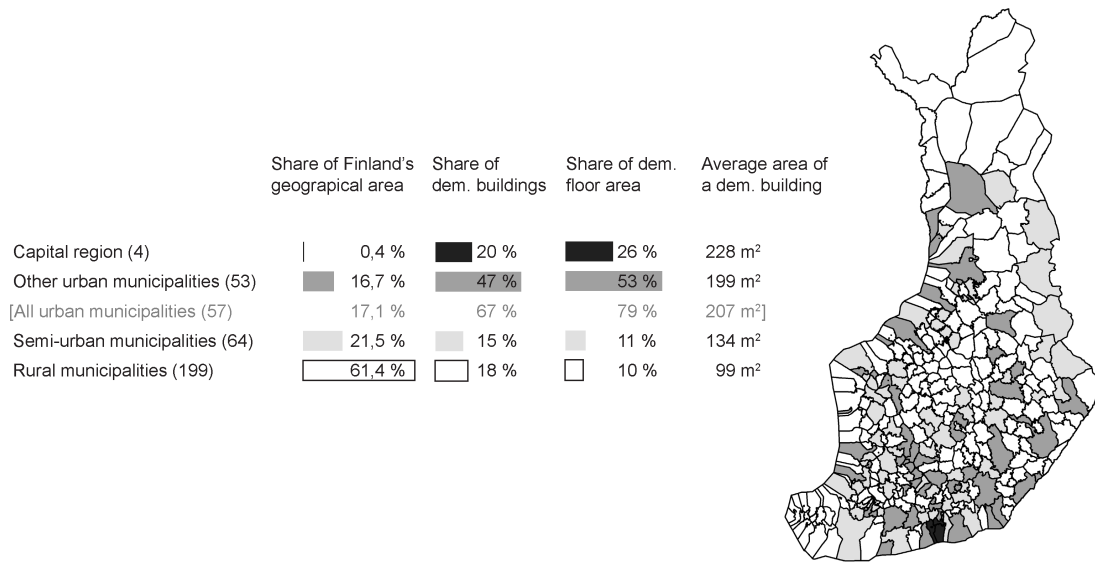 Share of Finland's Share of Share of dem. Average area of
geograpical area dem. buildings floor area a dem. building
Capital region (4) 0,4 % 20 % 26 % 228 m²
Other urban municipalities (53) 16,7 % 47 % 53 % 199 m²
[All urban municipalities (57) 17,1 % 67 % 79 % 207 m²]
Semi-urban municipalities (64) 21,5 % 15 % 11 % 134 m²
Rural municipalities (199) 61,4 % 18 % 10 % 99 m²